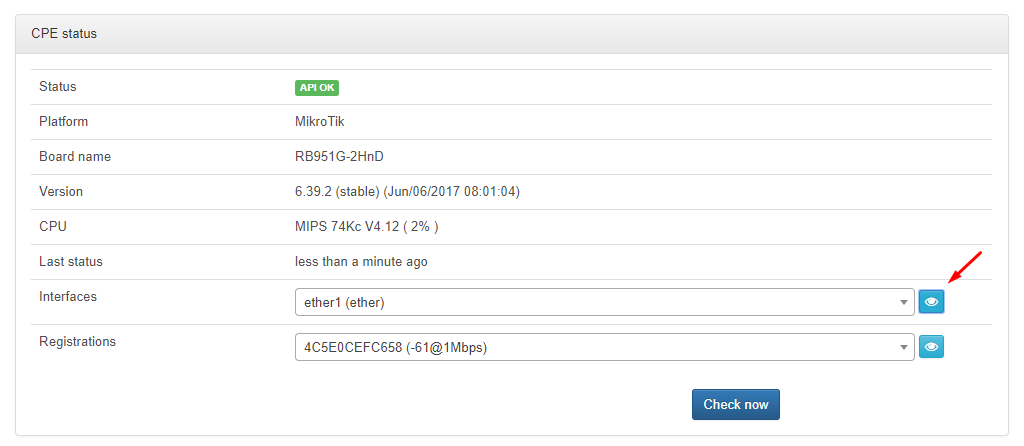 CPE status
Status API OK
Platform MikroTik
Board name RB951G-2HnD
Version 6.39.2 (stable) (Jun/06/2017 08:01:04)
CPU MIPS 74Kc V4.12 ( 2% )
Last status less than a minute ago
Interfaces ether1 (ether)
Registrations 4C5E0CEFC658 (-61@1Mbps)
Check now